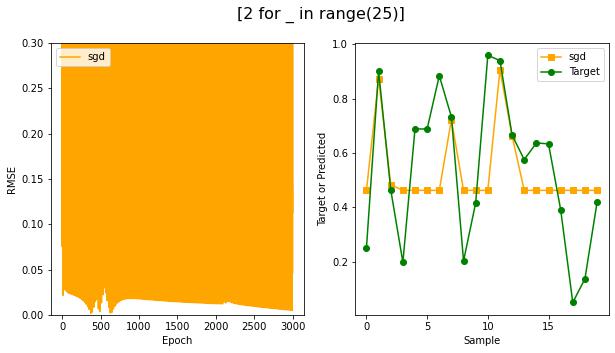 [2 for _ in range(25)]
0.30
0.25
0.20
0.15
0.10
0.05
0.00
RMSE
0 500 1000 1500 2000 2500 3000
Epoch
sgd
1.0
0.8
0.6
0.4
0.2
Target or Predicted
0 5 10 15
Sample
sgd
Target